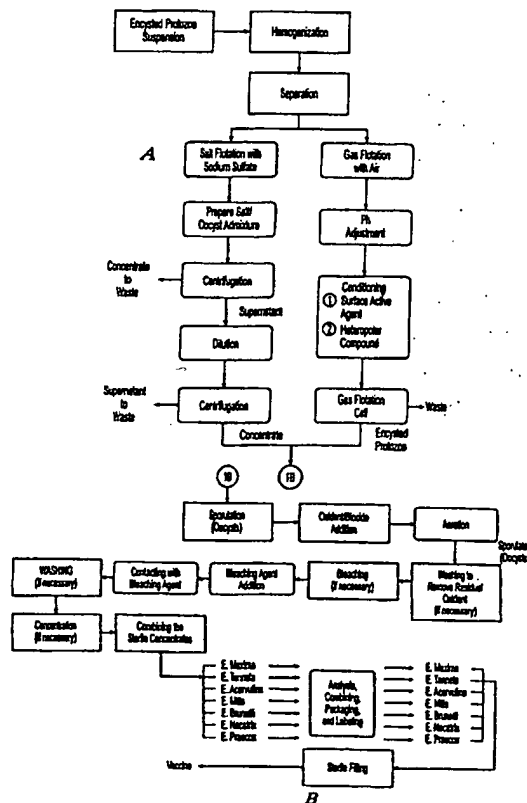 Encysted Protozoa
Suspension
Homogenization
Separation
A
Salt Flotation with
Sodium Sulfate
Gas Flotation
with Air
Prepare Salt/
Oocyst Admixture
Ph
Adjustment
Concentrate
to
Waste
Centrifugation
Conditioning
1 Surface Active
Agent
2 Heteropolar
Compound
Supernatant
Dilution
Supernatant
to
Waste
Centrifugation
Gas Flotation
Cell
Waste
Concentrate
Encysted
Protozoa
Sporulation
(Oocysts)
Oxidant/Biocide
Addition
Aeration
Sporulated
(Oocysts)
WASHING
(if necessary)
Contacting with
Bleaching Agent
Bleaching Agent
Addition
Bleaching
(if necessary)
Washing to
Remove Residual
Oxidant
(if necessary)
Concentration
(if necessary)
Combining the
Sterile Concentrates
E. Maxima
E. Tenella
E. Acervulina
E. Mitis
E. Brunetti
E. Necatrix
E. Praecox
Analysis,
Combining,
Packaging,
and Labeling
E. Maxima
E. Tenella
E. Acervulina
E. Mitis
E. Brunetti
E. Necatrix
E. Praecox
Vaccine
Sterile Filling
B